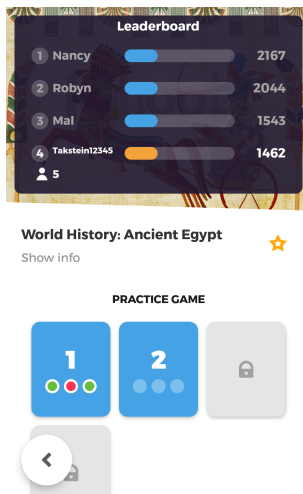 Leaderboard
1 Nancy 2167
2 Robyn 2044
3 Mal 1543
4 Takstein12345 1462
5
World History: Ancient Egypt
Show info
PRACTICE GAME
1 2